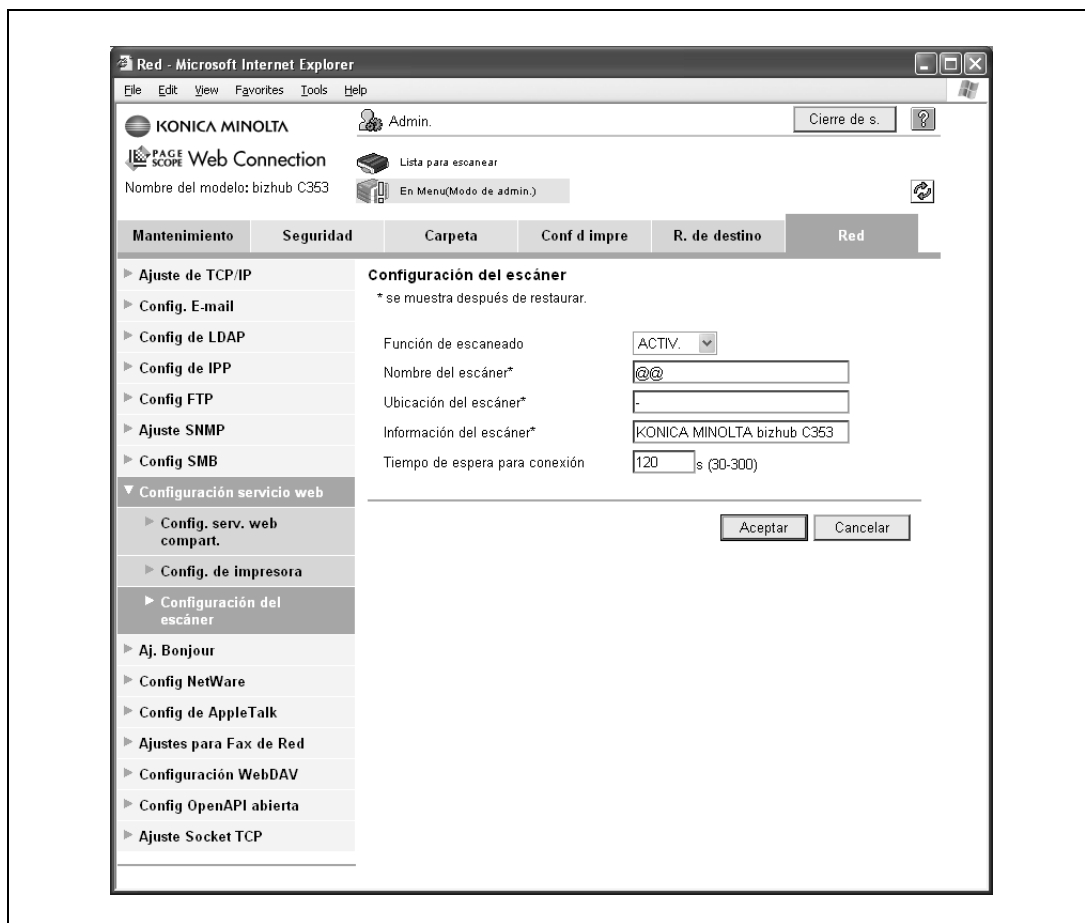 Red - Microsoft Internet Explorer
File Edit View Favorites Tools Help
KONICA MINOLTA
Admin.
Cierre de s.
?
PAGE SCOPE Web Connection
Lista para escanear
Nombre del modelo: bizhub C353
En Menu(Modo de admin.)
Mantenimiento Seguridad Carpeta Conf d impre R. de destino Red
Ajuste de TCP/IP
Config. E-mail
Config de LDAP
Config de IPP
Config FTP
Ajuste SNMP
Config SMB
Configuración servicio web
Config. serv. web
compart.
Config. de impresora
Configuración del
escáner
Aj. Bonjour
Config NetWare
Config de AppleTalk
Ajustes para Fax de Red
Configuración WebDAV
Config OpenAPI abierta
Ajuste Socket TCP
Configuración del escáner
* se muestra después de restaurar.
Función de escaneado ACTIV.
Nombre del escáner* @@
Ubicación del escáner* -
Información del escáner* KONICA MINOLTA bizhub C353
Tiempo de espera para conexión 120 s (30-300)
Aceptar Cancelar